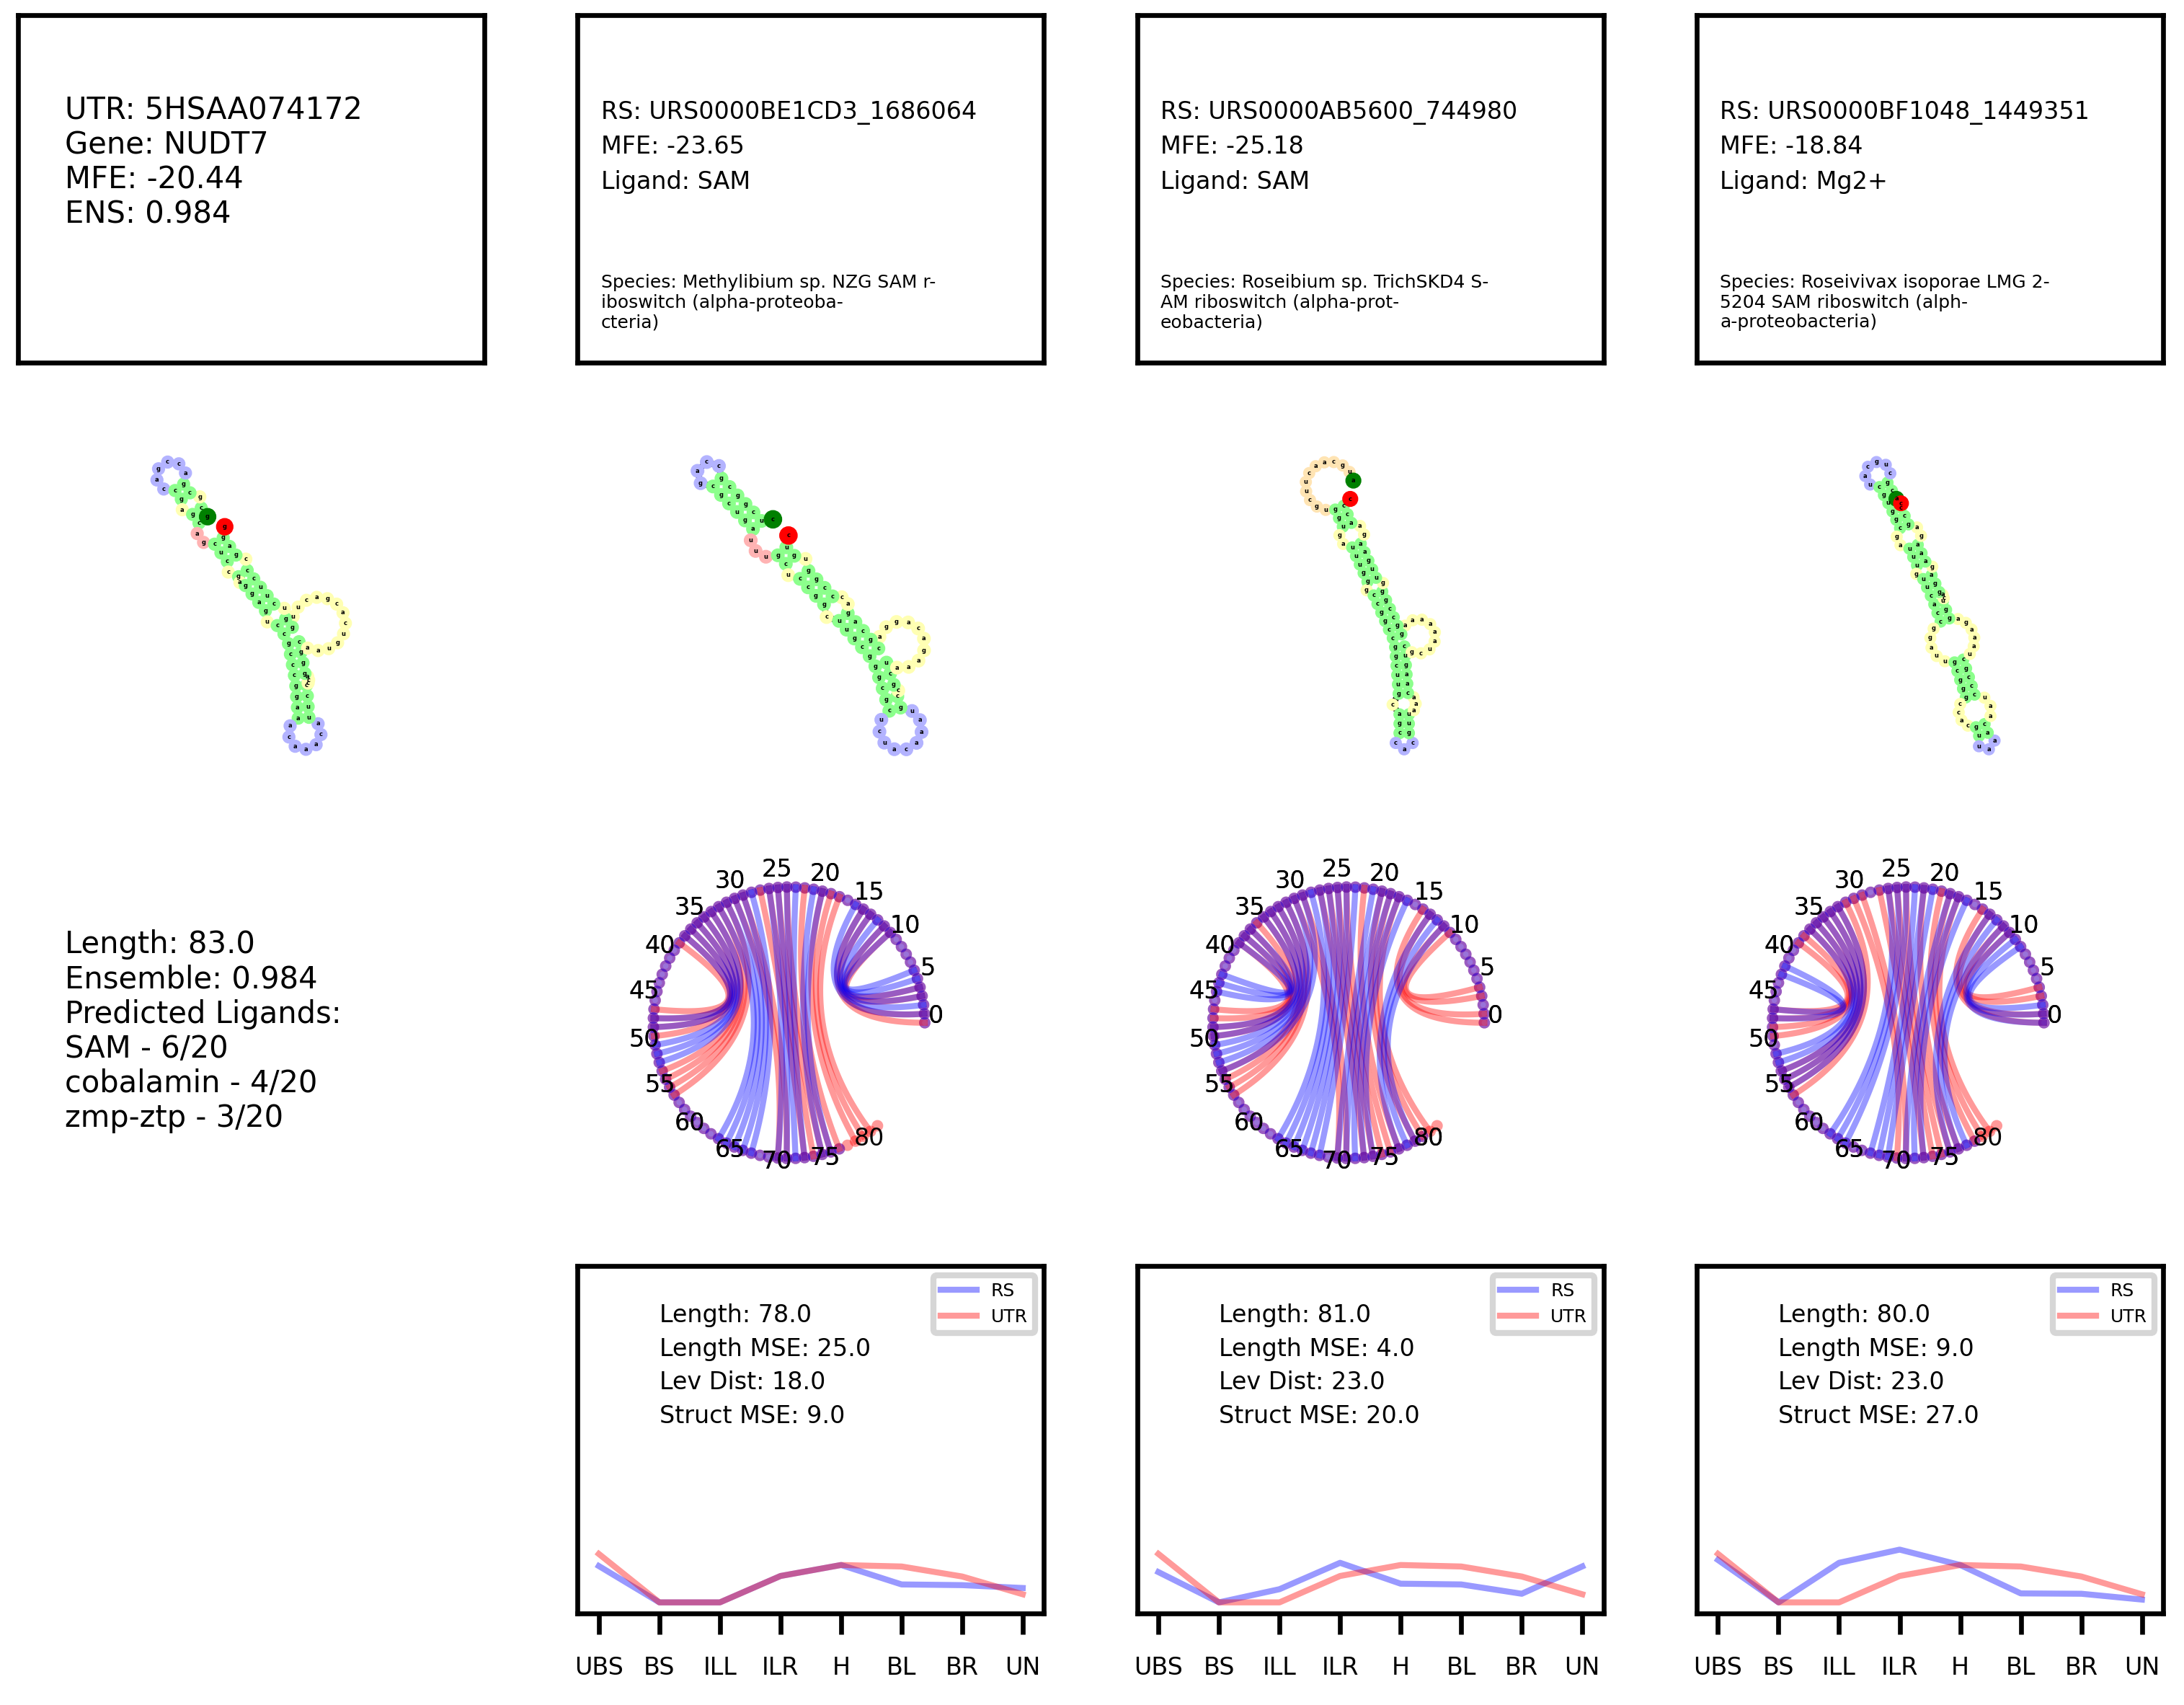 UTR: 5HSAA074172
Gene: NUDT7
MFE: -20.44
ENS: 0.984
RS: URS0000BE1CD3_1686064
MFE: -23.65
Ligand: SAM
Species: Methylibium sp. NZG SAM r-
iboswitch (alpha-proteoba-
cteria)
RS: URS0000AB5600_744980
MFE: -25.18
Ligand: SAM
Species: Roseibium sp. TrichSKD4 S-
AM riboswitch (alpha-prot-
eobacteria)
RS: URS0000BF1048_1449351
MFE: -18.84
Ligand: Mg2+
Species: Roseivivax isoporae LMG 2-
5204 SAM riboswitch (alph-
a-proteobacteria)
Length: 83.0
Ensemble: 0.984
Predicted Ligands:
SAM - 6/20
cobalamin - 4/20
zmp-ztp - 3/20
0
5
10
15
20
25
30
35
40
45
50
55
60
65
70
75
80
0
5
10
15
20
25
30
35
40
45
50
55
60
65
70
75
80
0
5
10
15
20
25
30
35
40
45
50
55
60
65
70
75
80
RS
UTR
Length: 78.0
Length MSE: 25.0
Lev Dist: 18.0
Struct MSE: 9.0
UBS BS ILL ILR H BL BR UN
RS
UTR
Length: 81.0
Length MSE: 4.0
Lev Dist: 23.0
Struct MSE: 20.0
UBS BS ILL ILR H BL BR UN
RS
UTR
Length: 80.0
Length MSE: 9.0
Lev Dist: 23.0
Struct MSE: 27.0
UBS BS ILL ILR H BL BR UN